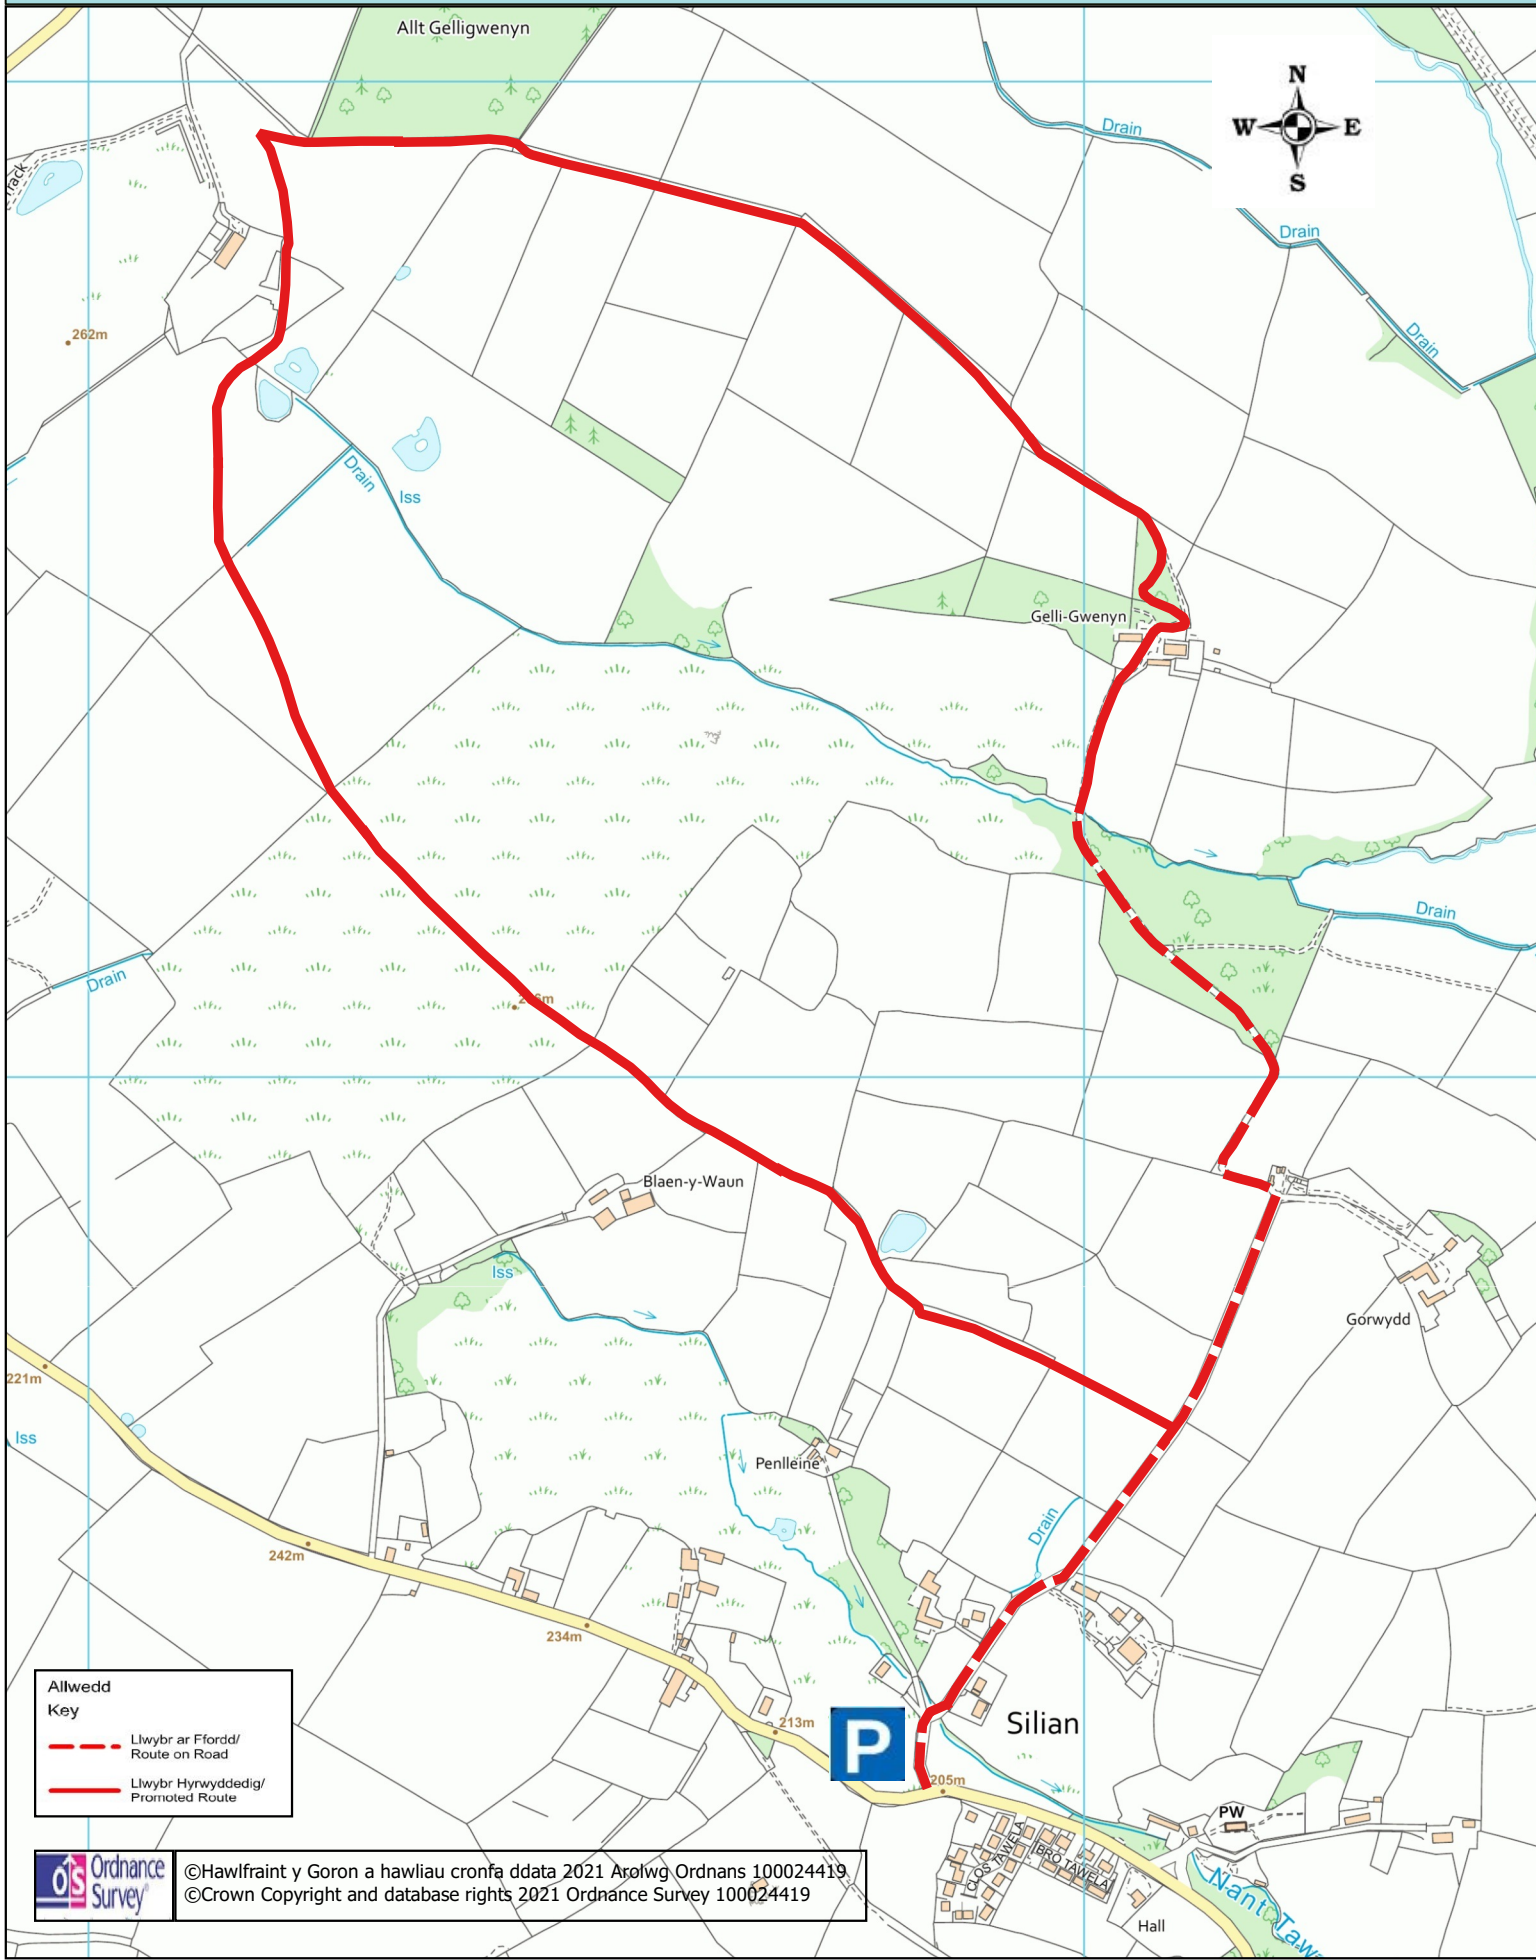 Allt Gelligwenyn
N
W
E
S
Drain
Drain
Drain
262m
Drain
Iss
Gelli-Gwenyn
Drain
Drain
Blaen-y-Waun
Iss
Gorwydd
221m
Iss
Penlleine
Drain
242m
234m
213m
P
Silian
205m
Allwedd
Key
Llwybr ar Ffordd/
Route on Road
Llwybr Hyrwyddedig/
Promoted Route
PW
CLOS TAWELA
BRO TAWELA
Hall
Nant Taw
os
Ordnance
Survey
©Hawlfraint y Goron a hawliau cronfa ddata 2021 Arolwg Ordnans 100024419
©Crown Copyright and database rights 2021 Ordnance Survey 100024419